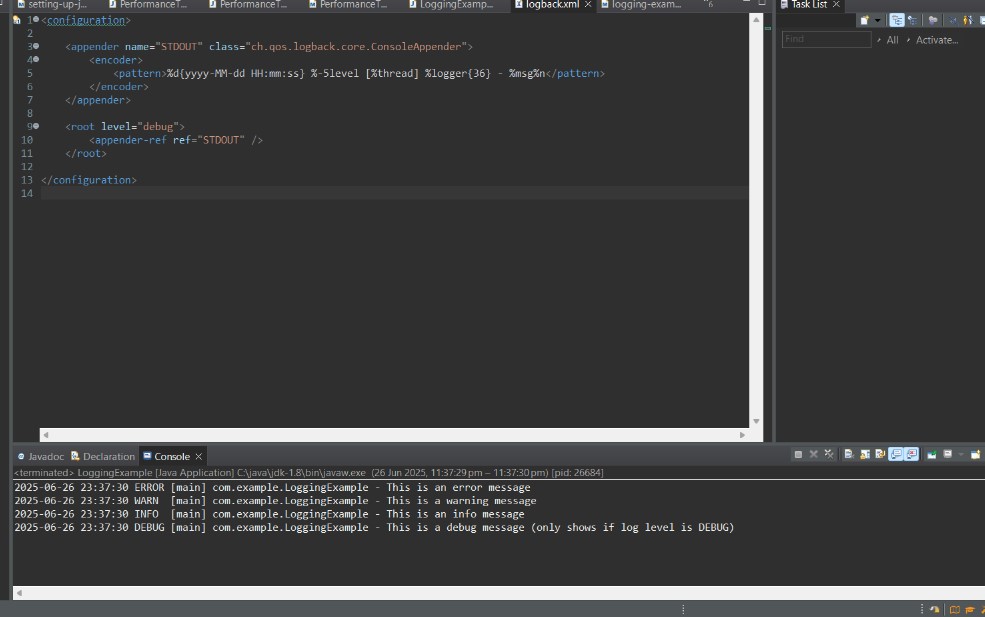 setting-up-j... PerformanceT... PerformanceT... PerformanceT... LoggingExamp... logback.xml logging-exam... Task List
1 <configuration>
2
3 <appender name="STDOUT" class="ch.qos.logback.core.ConsoleAppender">
4 <encoder>
5 <pattern>%d{yyyy-MM-dd HH:mm:ss} %-5level [%thread] %logger{36} - %msg%n</pattern>
6 </encoder>
7 </appender>
8
9 <root level="debug">
10 <appender-ref ref="STDOUT" />
11 </root>
12
13 </configuration>
14
Find All Activate...
Javadoc Declaration Console
<terminated> LoggingExample [Java Application] C:\java\jdk-1.8\bin\javaw.exe (26 Jun 2025, 11:37:29 pm – 11:37:30 pm) [pid: 26684]
2025-06-26 23:37:30 ERROR [main] com.example.LoggingExample - This is an error message
2025-06-26 23:37:30 WARN  [main] com.example.LoggingExample - This is a warning message
2025-06-26 23:37:30 INFO  [main] com.example.LoggingExample - This is an info message
2025-06-26 23:37:30 DEBUG [main] com.example.LoggingExample - This is a debug message (only shows if log level is DEBUG)